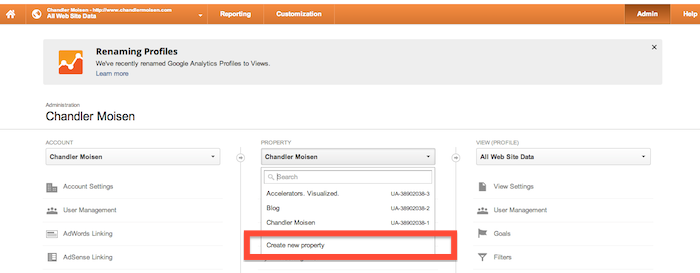 Chandler Moisen - http://www.chandlermoisen.com
All Web Site Data
Reporting
Customization
Admin
Help
Renaming Profiles
We've recently renamed Google Analytics Profiles to Views.
Learn more
Administration
Chandler Moisen
ACCOUNT
Chandler Moisen
Account Settings
User Management
AdWords Linking
AdSense Linking
PROPERTY
Chandler Moisen
Search
Accelerators. Visualized. UA-38902038-3
Blog UA-38902038-2
Chandler Moisen UA-38902038-1
Create new property
VIEW (PROFILE)
All Web Site Data
View Settings
User Management
Goals
Filters